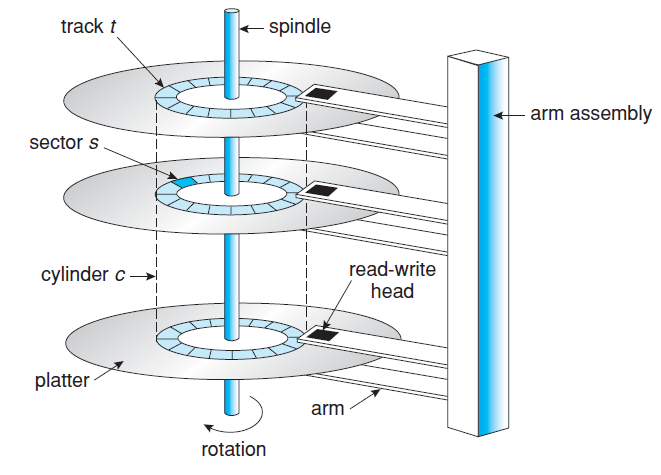 track t
spindle
arm assembly
sector s
cylinder c
read-write
head
platter
arm
rotation